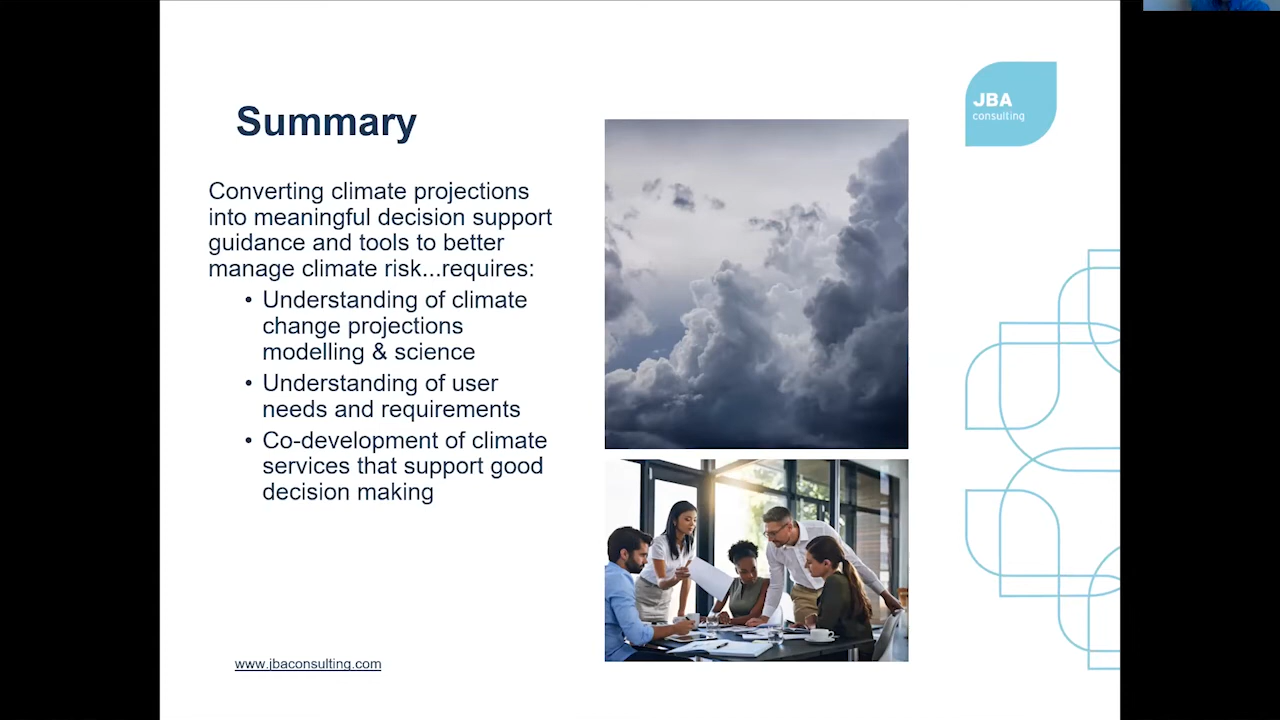 JBA
consulting
Summary
Converting climate projections
into meaningful decision support
guidance and tools to better
manage climate risk...requires:
• Understanding of climate
change projections
modelling & science
• Understanding of user
needs and requirements
• Co-development of climate
services that support good
decision making
www.jbaconsulting.com